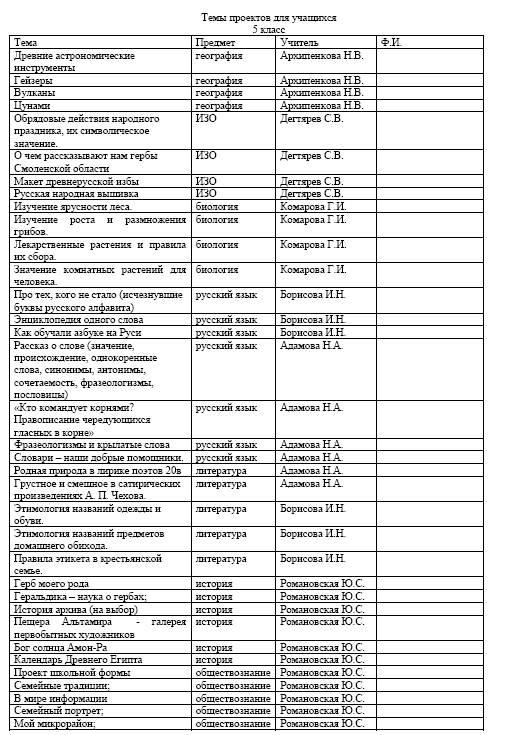 Темы проектов для учащихся
5 класс
Тема Предмет Учитель Ф.И.
Древние астрономические география Архипенкова Н.В.
инструменты
Гейзеры география Архипенкова Н.В.
Вулканы география Архипенкова Н.В.
Цунами география Архипенкова Н.В.
Обрядовые действия народного ИЗО Дегтярев С.В.
праздника, их символическое
значение.
О чем рассказывают нам гербы ИЗО Дегтярев С.В.
Смоленской области
Макет древнерусской избы ИЗО Дегтярев С.В.
Русская народная вышивка ИЗО Дегтярев С.В.
Изучение ярусности леса. биология Комарова Г.И.
Изучение роста и размножения биология Комарова Г.И.
грибов.
Лекарственные растения и правила биология Комарова Г.И.
их сбора.
Значение комнатных растений для биология Комарова Г.И.
человека.
Про тех, кого не стало (исчезнувшие русский язык Борисова И.Н.
буквы русского алфавита)
Энциклопедия одного слова русский язык Борисова И.Н.
Как обучали азбуке на Руси русский язык Борисова И.Н.
Рассказ о слове (значение, русский язык Адамова Н.А.
происхождение, однокоренные
слова, синонимы, антонимы,
сочетаемость, фразеологизмы,
пословицы)
«Кто командует корнями? русский язык Адамова Н.А.
Правописание чередующихся
гласных в корне»
Фразеологизмы и крылатые слова русский язык Адамова Н.А.
Словари – наши добрые помощники. русский язык Адамова Н.А.
Родная природа в лирике поэтов 20в литература Адамова Н.А.
Грустное и смешное в сатирических литература Адамова Н.А.
произведениях А. П. Чехова.
Этимология названий одежды и литература Борисова И.Н.
обуви.
Этимология названий предметов литература Борисова И.Н.
домашнего обихода.
Правила этикета в крестьянской литература Борисова И.Н.
семье.
Герб моего рода история Романовская Ю.С.
Геральдика – наука о гербах; история Романовская Ю.С.
История архива (на выбор) история Романовская Ю.С.
Пещера Альтамира - галерея история Романовская Ю.С.
первобытных художников
Бог солнца Амон-Ра история Романовская Ю.С.
Календарь Древнего Египта история Романовская Ю.С.
Проект школьной формы обществознание Романовская Ю.С.
Семейные традиции; обществознание Романовская Ю.С.
В мире информации обществознание Романовская Ю.С.
Семейный портрет; обществознание Романовская Ю.С.
Мой микрорайон; обществознание Романовская Ю.С.